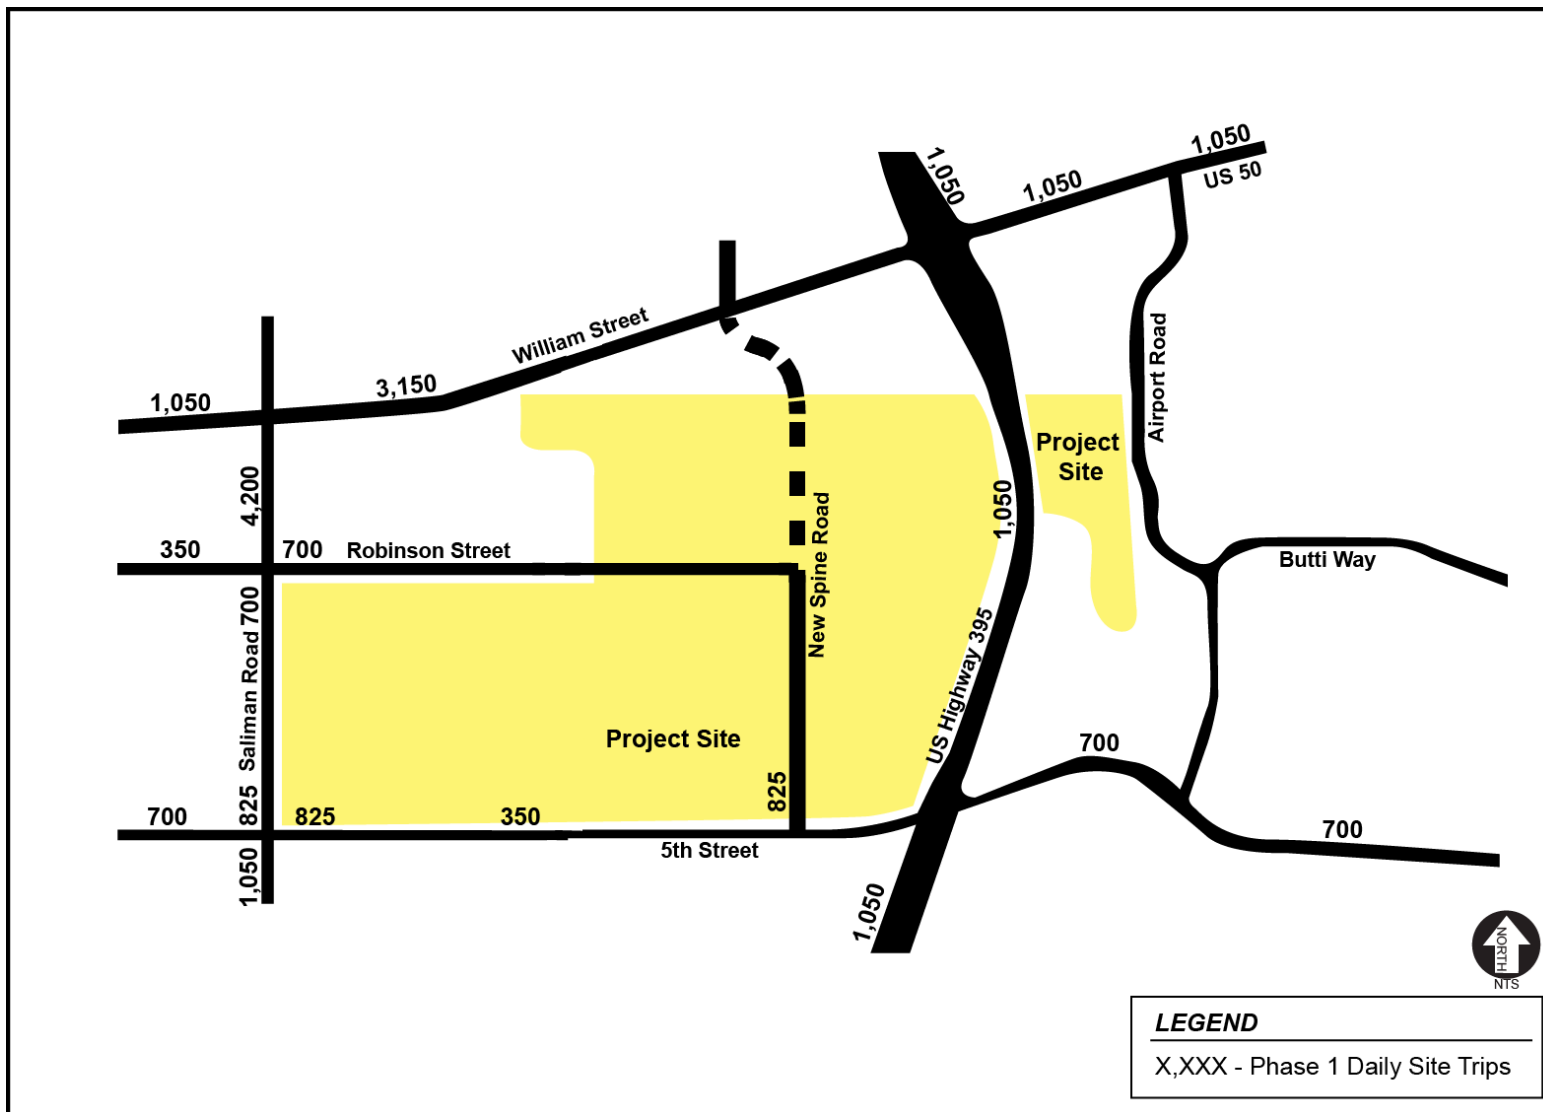 1,050
1,050
1,050
US 50
William Street
3,150
1,050
Airport Road
Project
Site
4,200
1,050
350
700
Robinson Street
New Spine Road
Butti Way
700
Saliman Road
US Highway 395
Project Site
700
825
825
700
825
350
700
5th Street
1,050
1,050
NORTH
NTS
LEGEND
X,XXX - Phase 1 Daily Site Trips